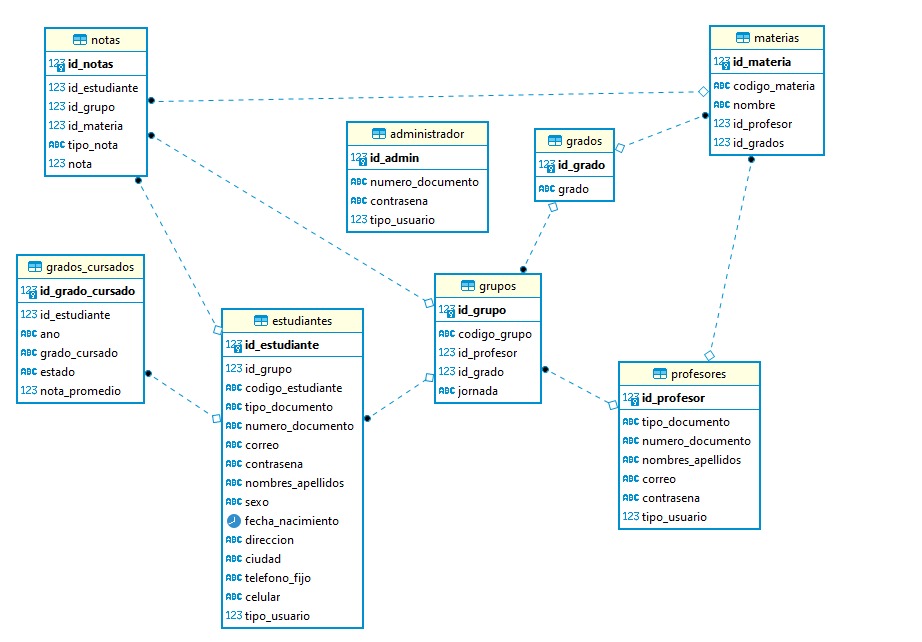 notas
123 id_notas
123 id_estudiante
123 id_grupo
123 id_materia
ABC tipo_nota
123 nota
materias
123 id_materia
ABC codigo_materia
ABC nombre
123 id_profesor
123 id_grados
administrador
123 id_admin
ABC numero_documento
ABC contrasena
123 tipo_usuario
grados
123 id_grado
ABC grado
grados_cursados
123 id_grado_cursado
123 id_estudiante
ABC ano
ABC grado_cursado
ABC estado
123 nota_promedio
estudiantes
123 id_estudiante
123 id_grupo
ABC codigo_estudiante
ABC tipo_documento
ABC numero_documento
ABC correo
ABC contrasena
ABC nombres_apellidos
ABC sexo
fecha_nacimiento
ABC direccion
ABC ciudad
ABC telefono_fijo
ABC celular
123 tipo_usuario
grupos
123 id_grupo
ABC codigo_grupo
123 id_profesor
123 id_grado
ABC jornada
profesores
123 id_profesor
ABC tipo_documento
ABC numero_documento
ABC nombres_apellidos
ABC correo
ABC contrasena
123 tipo_usuario